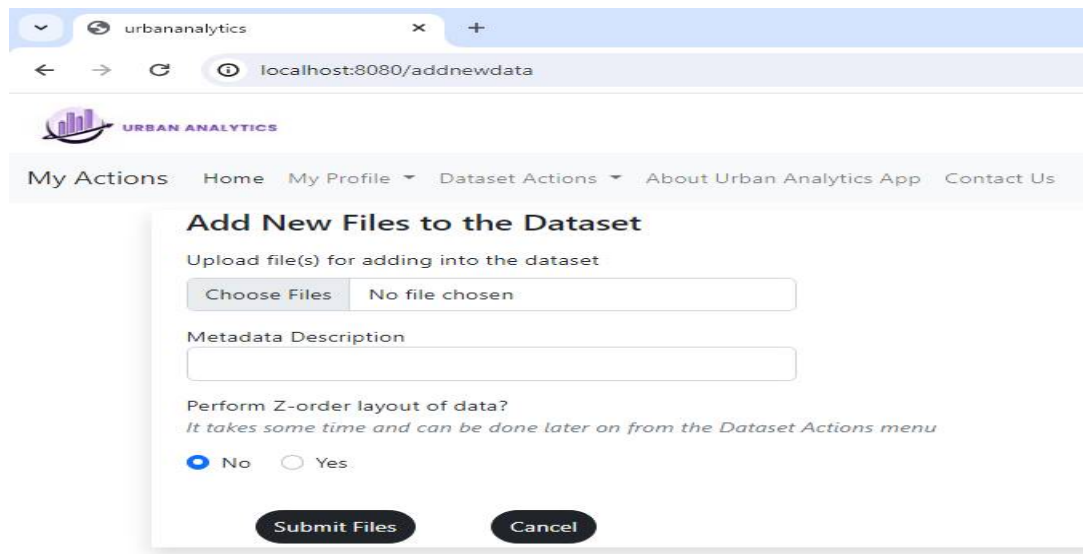 urbananalytics
localhost:8080/addnewdata
URBAN ANALYTICS
My Actions Home My Profile Dataset Actions About Urban Analytics App Contact Us
Add New Files to the Dataset
Upload file(s) for adding into the dataset
Choose Files No file chosen
Metadata Description
Perform Z-order layout of data?
It takes some time and can be done later on from the Dataset Actions menu
No Yes
Submit Files Cancel